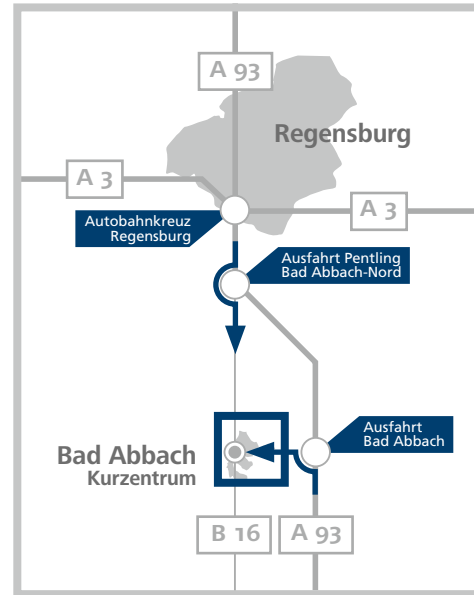 A 93
Regensburg
A 3
A 3
Autobahnkreuz
Regensburg
Ausfahrt Pentling
Bad Abbach-Nord
Ausfahrt
Bad Abbach
Bad Abbach
Kurzentrum
B 16
A 93